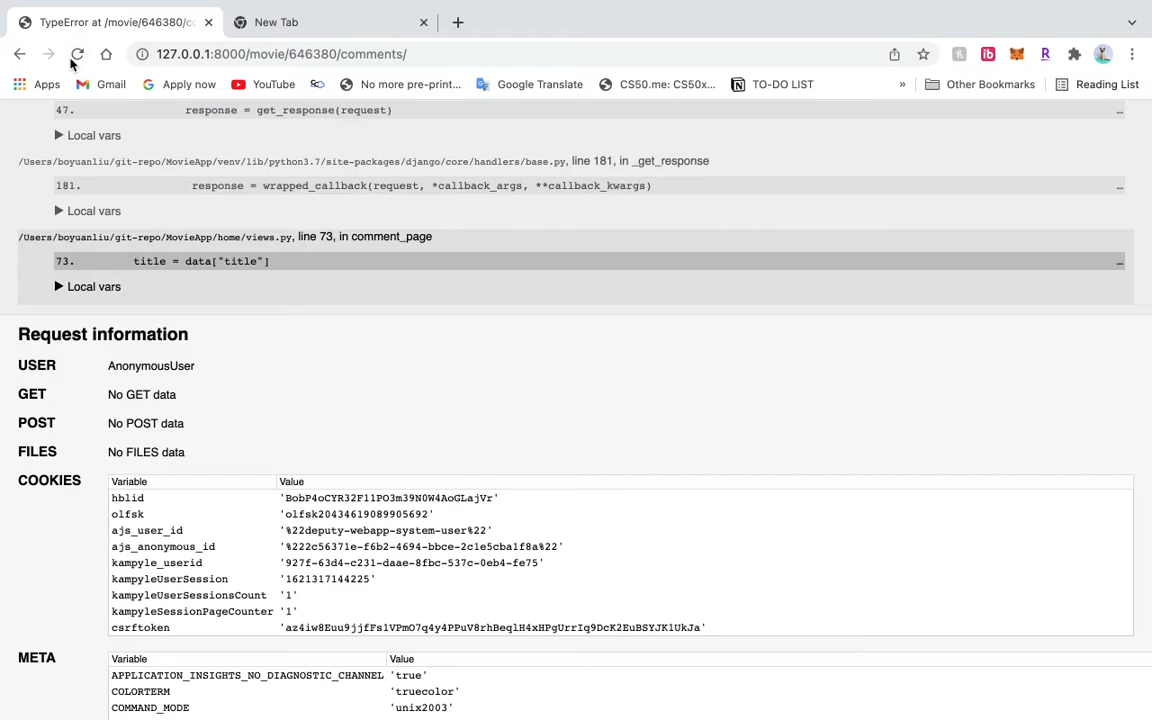 TypeError at /movie/646380/co
New Tab
127.0.0.1:8000/movie/646380/comments/
Apps
Gmail
Apply now
YouTube
No more pre-print...
Google Translate
CS50.me: CS50x...
TO-DO LIST
»
Other Bookmarks
Reading List
47. response = get_response(request) …
▶ Local vars
/Users/boyuanliu/git-repo/MovieApp/venv/lib/python3.7/site-packages/django/core/handlers/base.py, line 181, in _get_response
181. response = wrapped_callback(request, *callback_args, **callback_kwargs) …
▶ Local vars
/Users/boyuanliu/git-repo/MovieApp/home/views.py, line 73, in comment_page
73. title = data["title"] …
▶ Local vars
Request information
USER AnonymousUser
GET No GET data
POST No POST data
FILES No FILES data
COOKIES Variable Value
hblid 'BobP4oCYR32F11PO3m39N0W4AoGLajVr'
olfsk 'olfsk20434619089905692'
ajs_user_id '%22deputy-webapp-system-user%22'
ajs_anonymous_id '%222c56371e-f6b2-4694-bbce-2c1e5cba1f8a%22'
kampyle_userid '927f-63d4-c231-daae-8fbc-537c-0eb4-fe75'
kampyleUserSession '1621317144225'
kampyleUserSessionsCount '1'
kampyleSessionPageCounter '1'
csrftoken 'az4iw8Euu9jjfFs1VPmO7q4y4PPuV8rhBeqlH4xHPgUrrIq9DcK2EuBSYJK1UkJa'
META Variable Value
APPLICATION_INSIGHTS_NO_DIAGNOSTIC_CHANNEL 'true'
COLORTERM 'truecolor'
COMMAND_MODE 'unix2003'